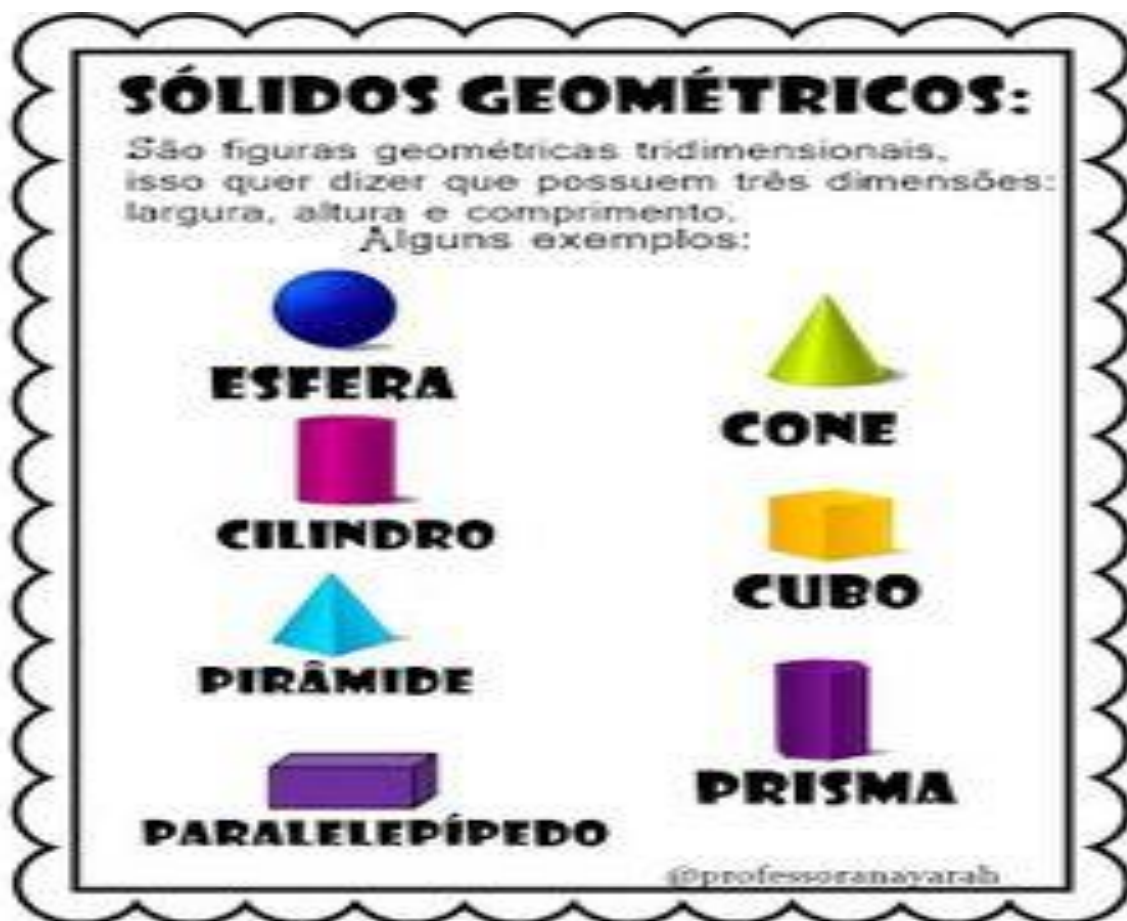 SÓLIDOS GEOMÉTRICOS:
São figuras geométricas tridimensionais,
isso quer dizer que possuem três dimensões:
largura, altura e comprimento.
Alguns exemplos:
ESFERA
CONE
CILINDRO
CUBO
PIRÂMIDE
PRISMA
PARALELEPÍPEDO
@professoranayarah